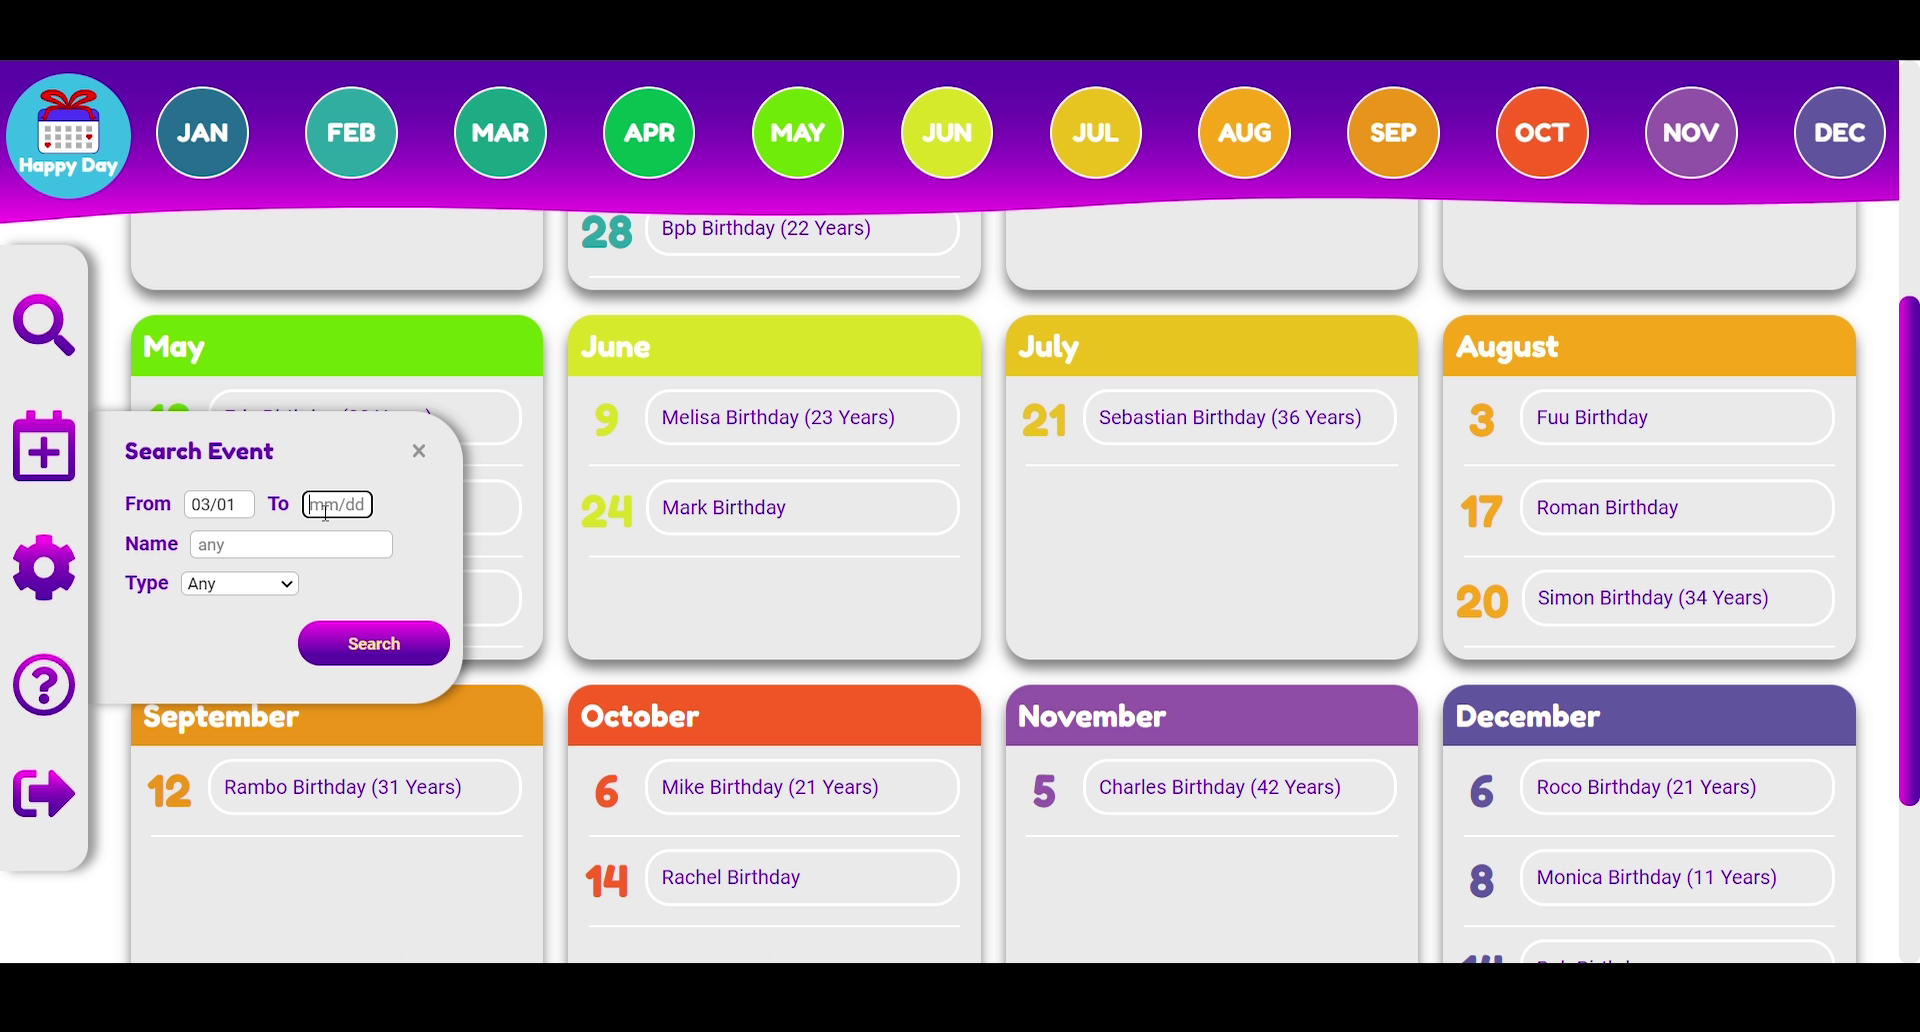 JAN FEB MAR APR MAY JUN JUL AUG SEP OCT NOV DEC
Happy Day
28 Bpb Birthday (22 Years)
May June July August
9 Melisa Birthday (23 Years)
21 Sebastian Birthday (36 Years)
3 Fuu Birthday
Search Event ×
From 03/01 To mm/dd
24 Mark Birthday
17 Roman Birthday
Name any
Type Any
20 Simon Birthday (34 Years)
Search
September October November December
12 Rambo Birthday (31 Years)
6 Mike Birthday (21 Years)
5 Charles Birthday (42 Years)
6 Roco Birthday (21 Years)
14 Rachel Birthday
8 Monica Birthday (11 Years)